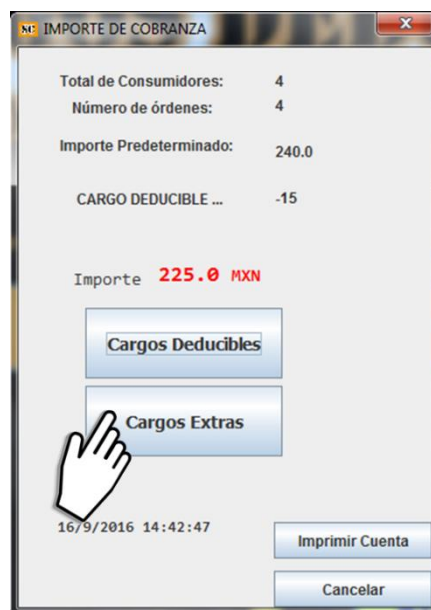 SC IMPORTE DE COBRANZA
X
Total de Consumidores: 4
Número de órdenes: 4
Importe Predeterminado: 240.0
CARGO DEDUCIBLE ... -15
Importe 225.0 MXN
Cargos Deducibles
Cargos Extras
16/9/2016 14:42:47
Imprimir Cuenta
Cancelar